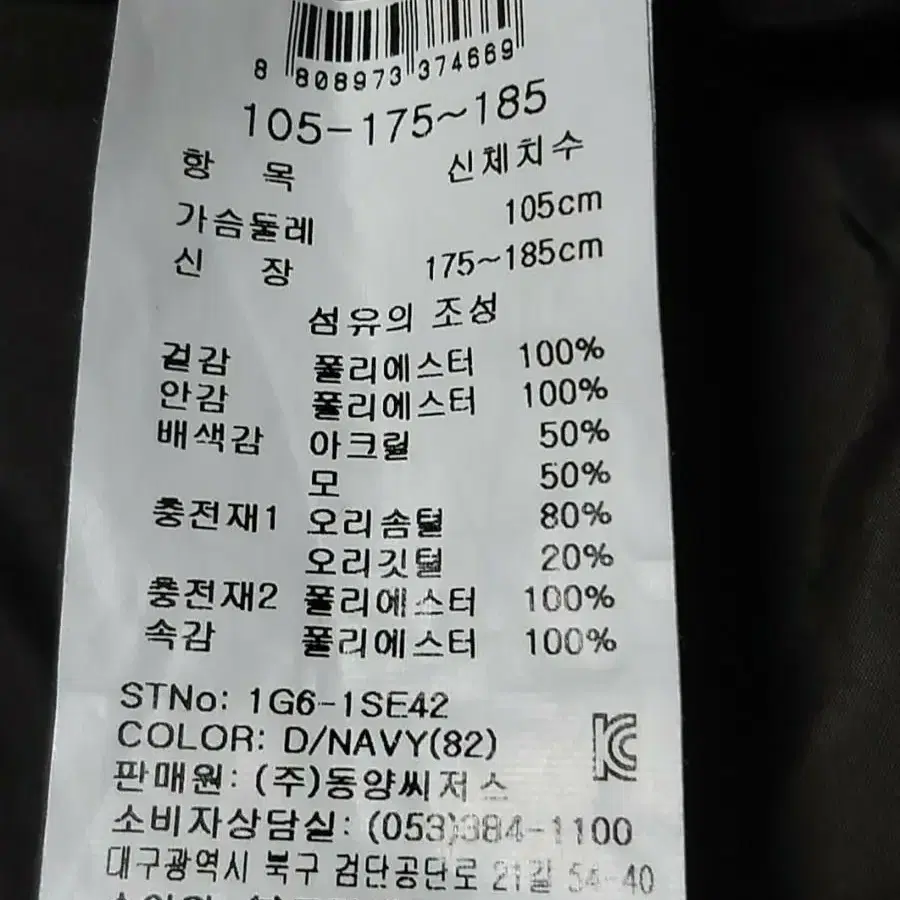 8 808973 374669
105-175~185
항 목 신체치수
가슴둘레 105cm
신 장 175~185cm
섬유의 조성
겉감 폴리에스터 100%
안감 폴리에스터 100%
배색감 아크릴 50%
모 50%
충전재1 오리솜털 80%
오리깃털 20%
충전재2 폴리에스터 100%
속감 폴리에스터 100%
STNo: 1G6-1SE42
COLOR: D/NAVY(82)
판매원: (주)동양씨저스
소비자상담실: (053)384-1100
대구광역시 북구 검단공단로 21길 54-40